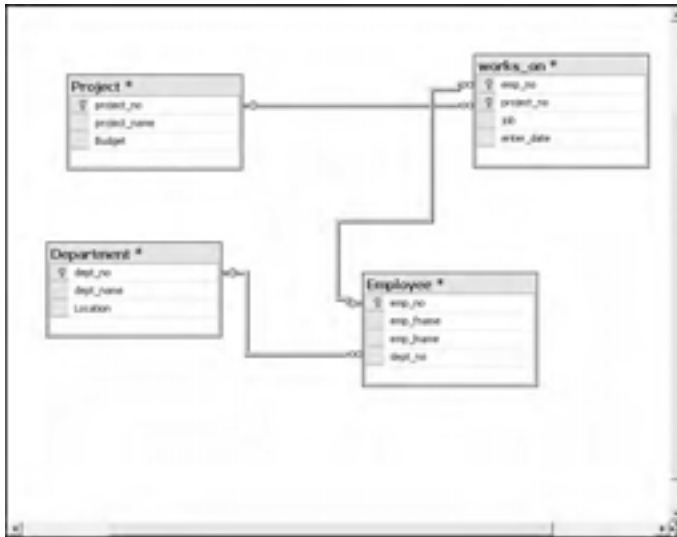 Project *
project_no
project_name
Budget
works_on *
emp_no
project_no
job
enter_date
Department *
dept_no
dept_name
Location
Employee *
emp_no
emp_fname
emp_lname
dept_no